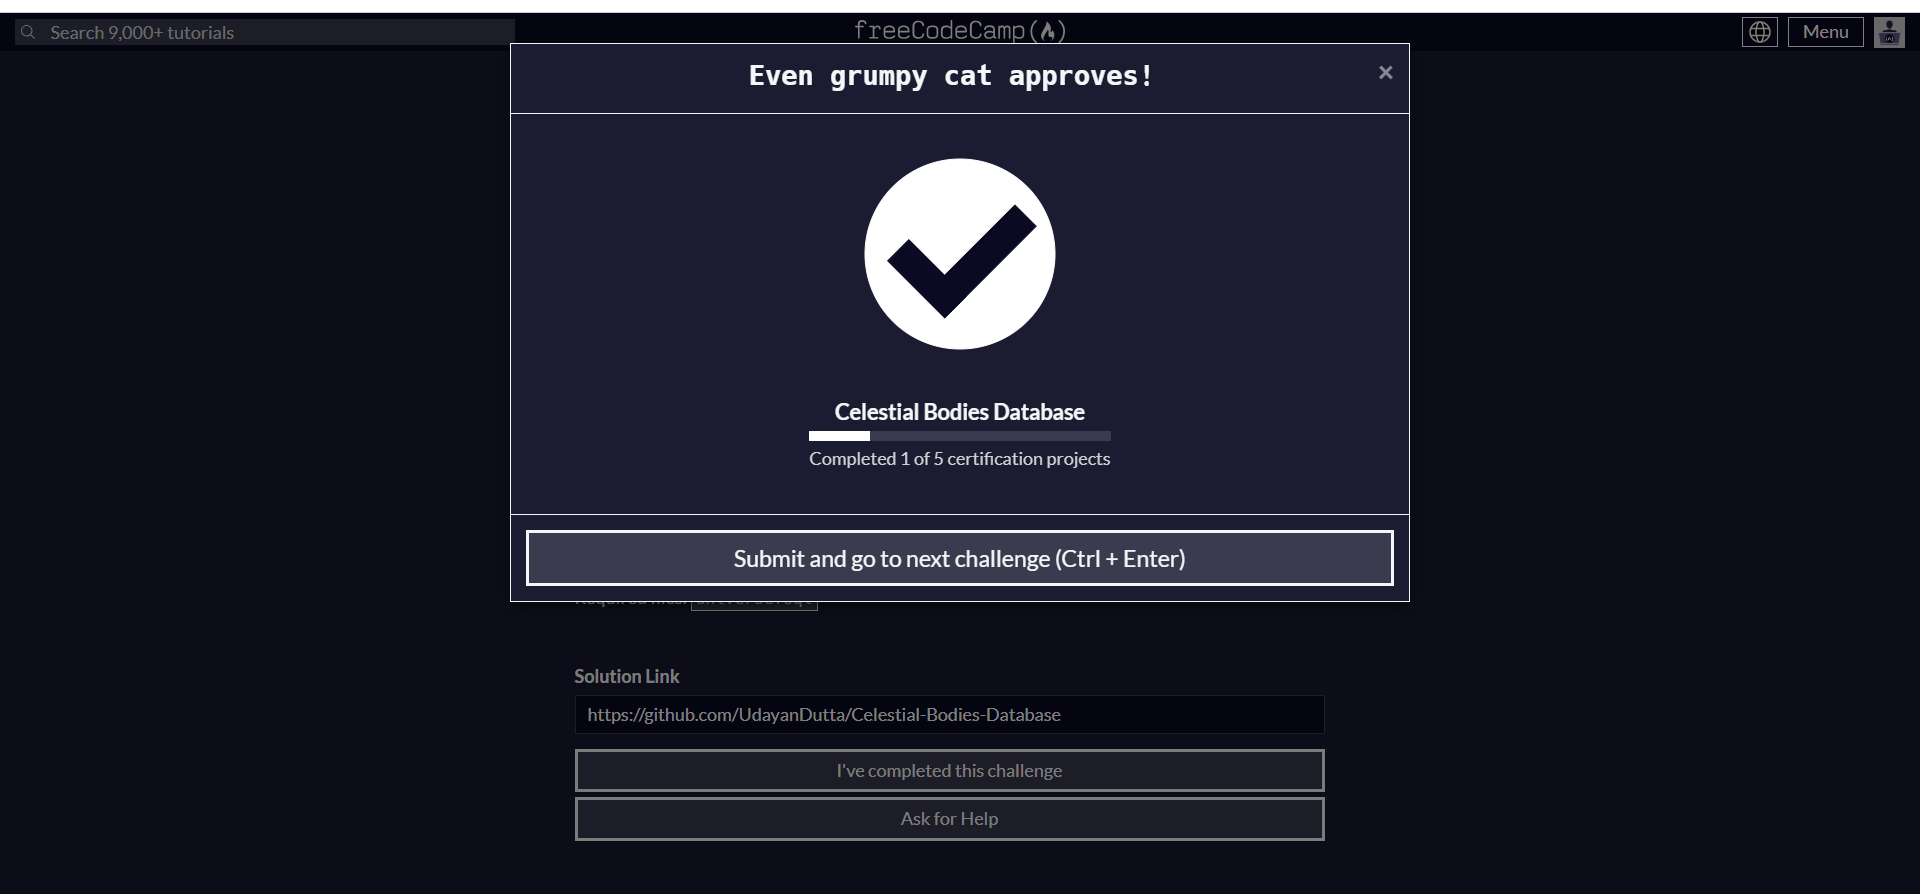 Search 9,000+ tutorials
freeCodeCamp
Menu
Even grumpy cat approves!
×
Celestial Bodies Database
Completed 1 of 5 certification projects
Submit and go to next challenge (Ctrl + Enter)
Solution Link
https://github.com/UdayanDutta/Celestial-Bodies-Database
I've completed this challenge
Ask for Help